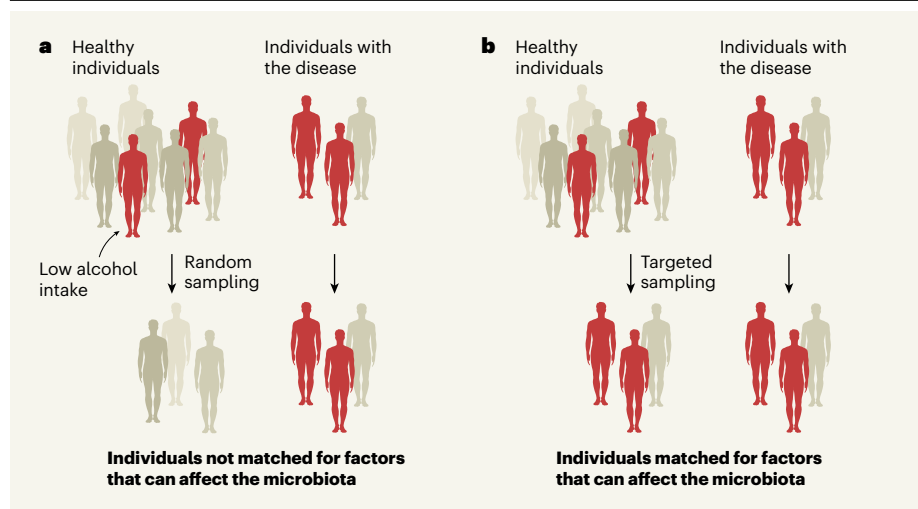 a Healthy
individuals
Individuals with
the disease
Low alcohol
intake
Random
sampling
Individuals not matched for factors
that can affect the microbiota
b Healthy
individuals
Individuals with
the disease
Targeted
sampling
Individuals matched for factors
that can affect the microbiota